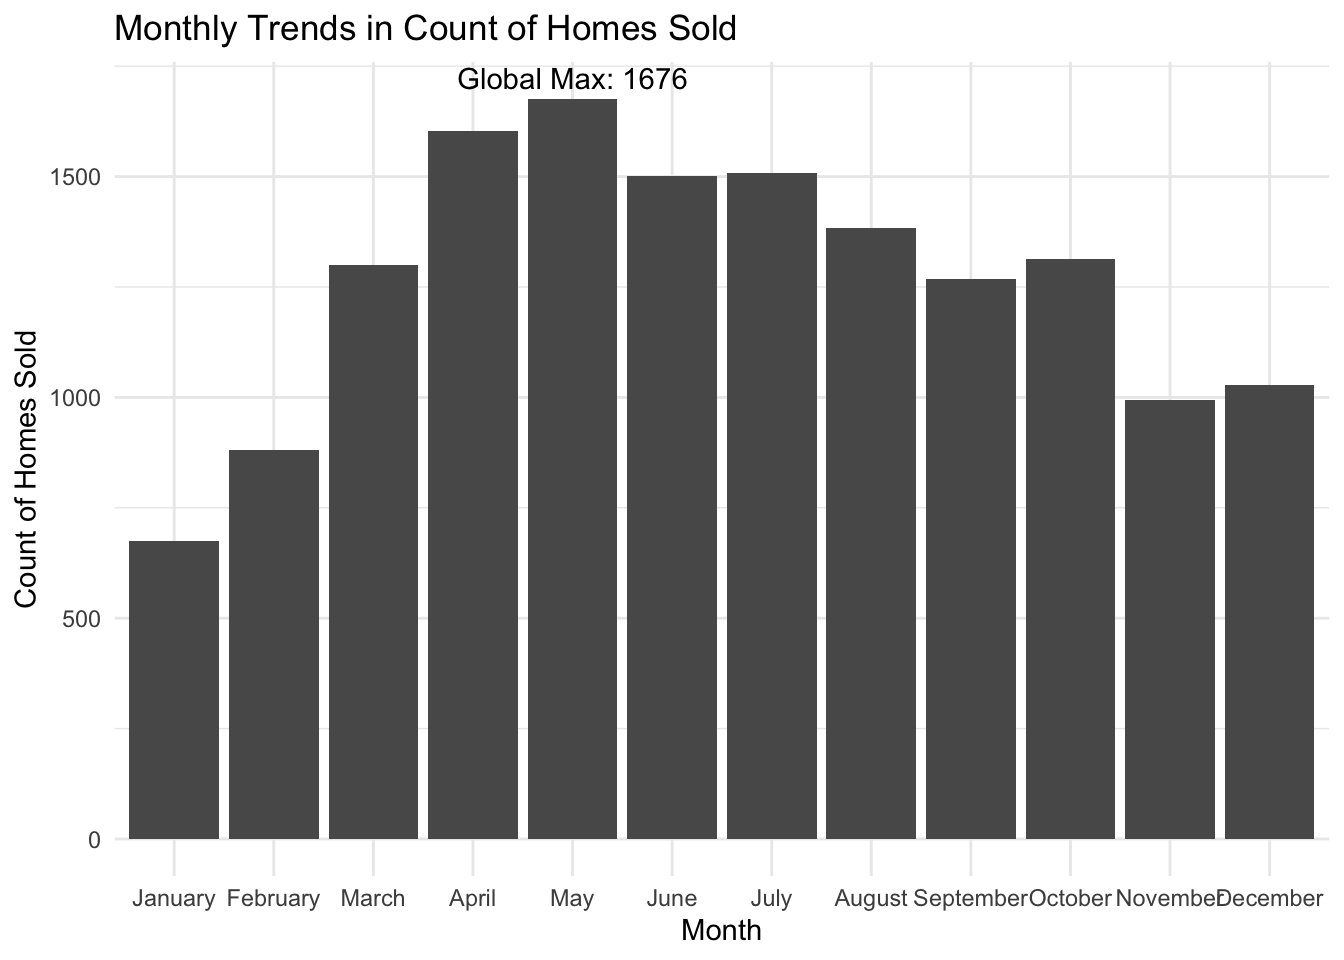 Monthly Trends in Count of Homes Sold
Global Max: 1676
Count of Homes Sold
1500
1000
500
0
January February March April May June July August September October November December
Month